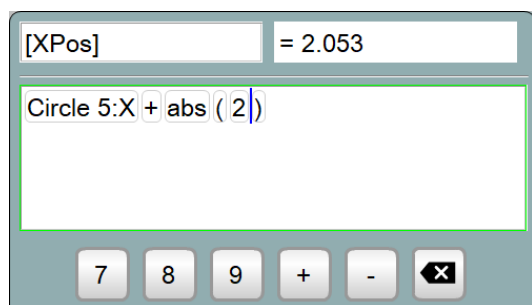 [XPos] = 2.053
Circle 5:X + abs ( 2 )
7 8 9 + -